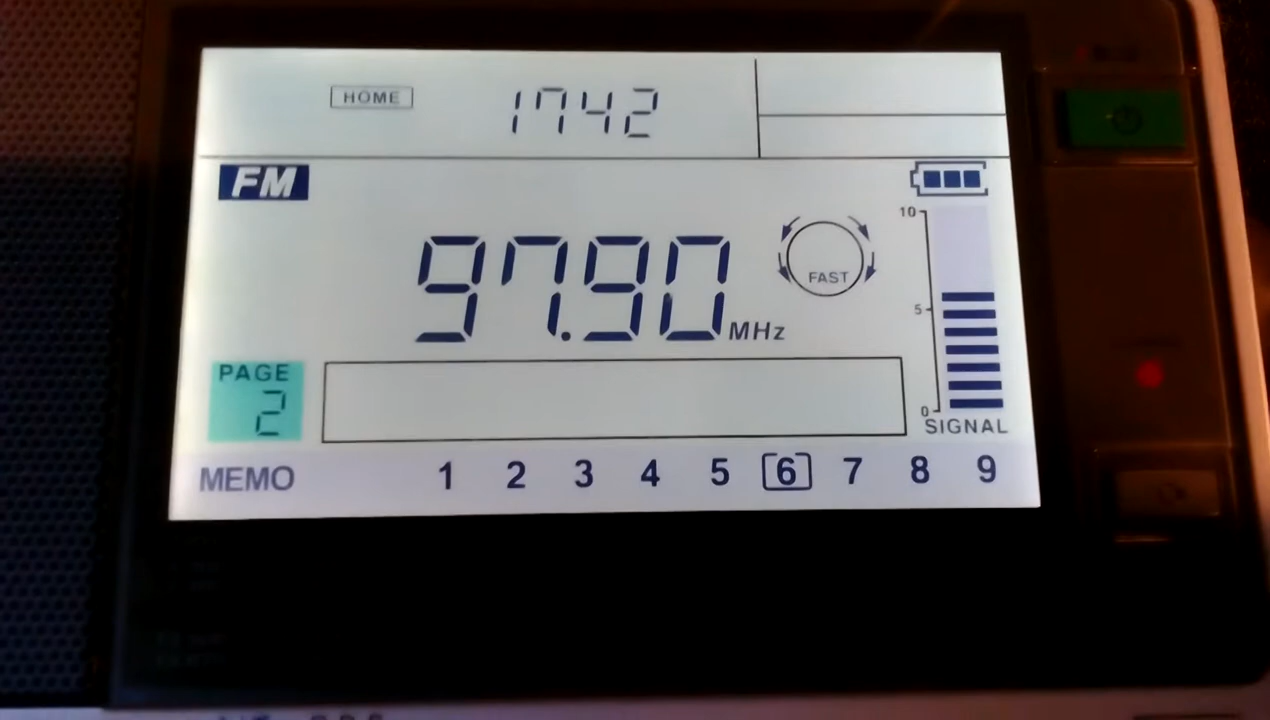 HOME 1742
FM
10
97.90 MHz
FAST
5
PAGE
2
0
SIGNAL
MEMO 1 2 3 4 5 6 7 8 9